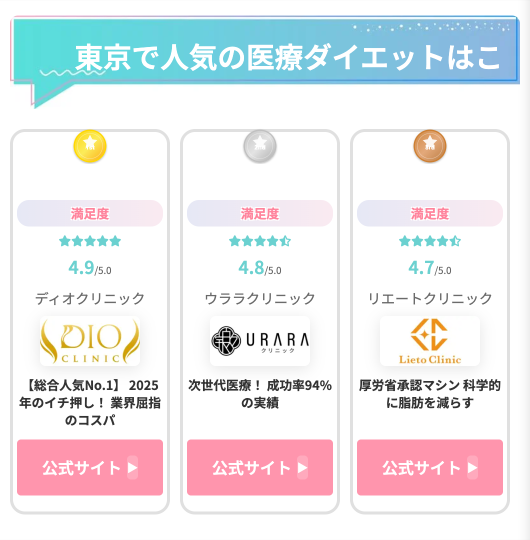 東京で人気の医療ダイエットはこ
満足度
4.9/5.0
ディオクリニック
DIO
CLINIC
【総合人気No.1】 2025
年のイチ押し！ 業界屈指
のコスパ
公式サイト ▶
満足度
4.8/5.0
ウララクリニック
URARA
クリニック
次世代医療！ 成功率94%
の実績
公式サイト ▶
満足度
4.7/5.0
リエートクリニック
Lieto Clinic
厚労省承認マシン 科学的
に脂肪を減らす
公式サイト ▶